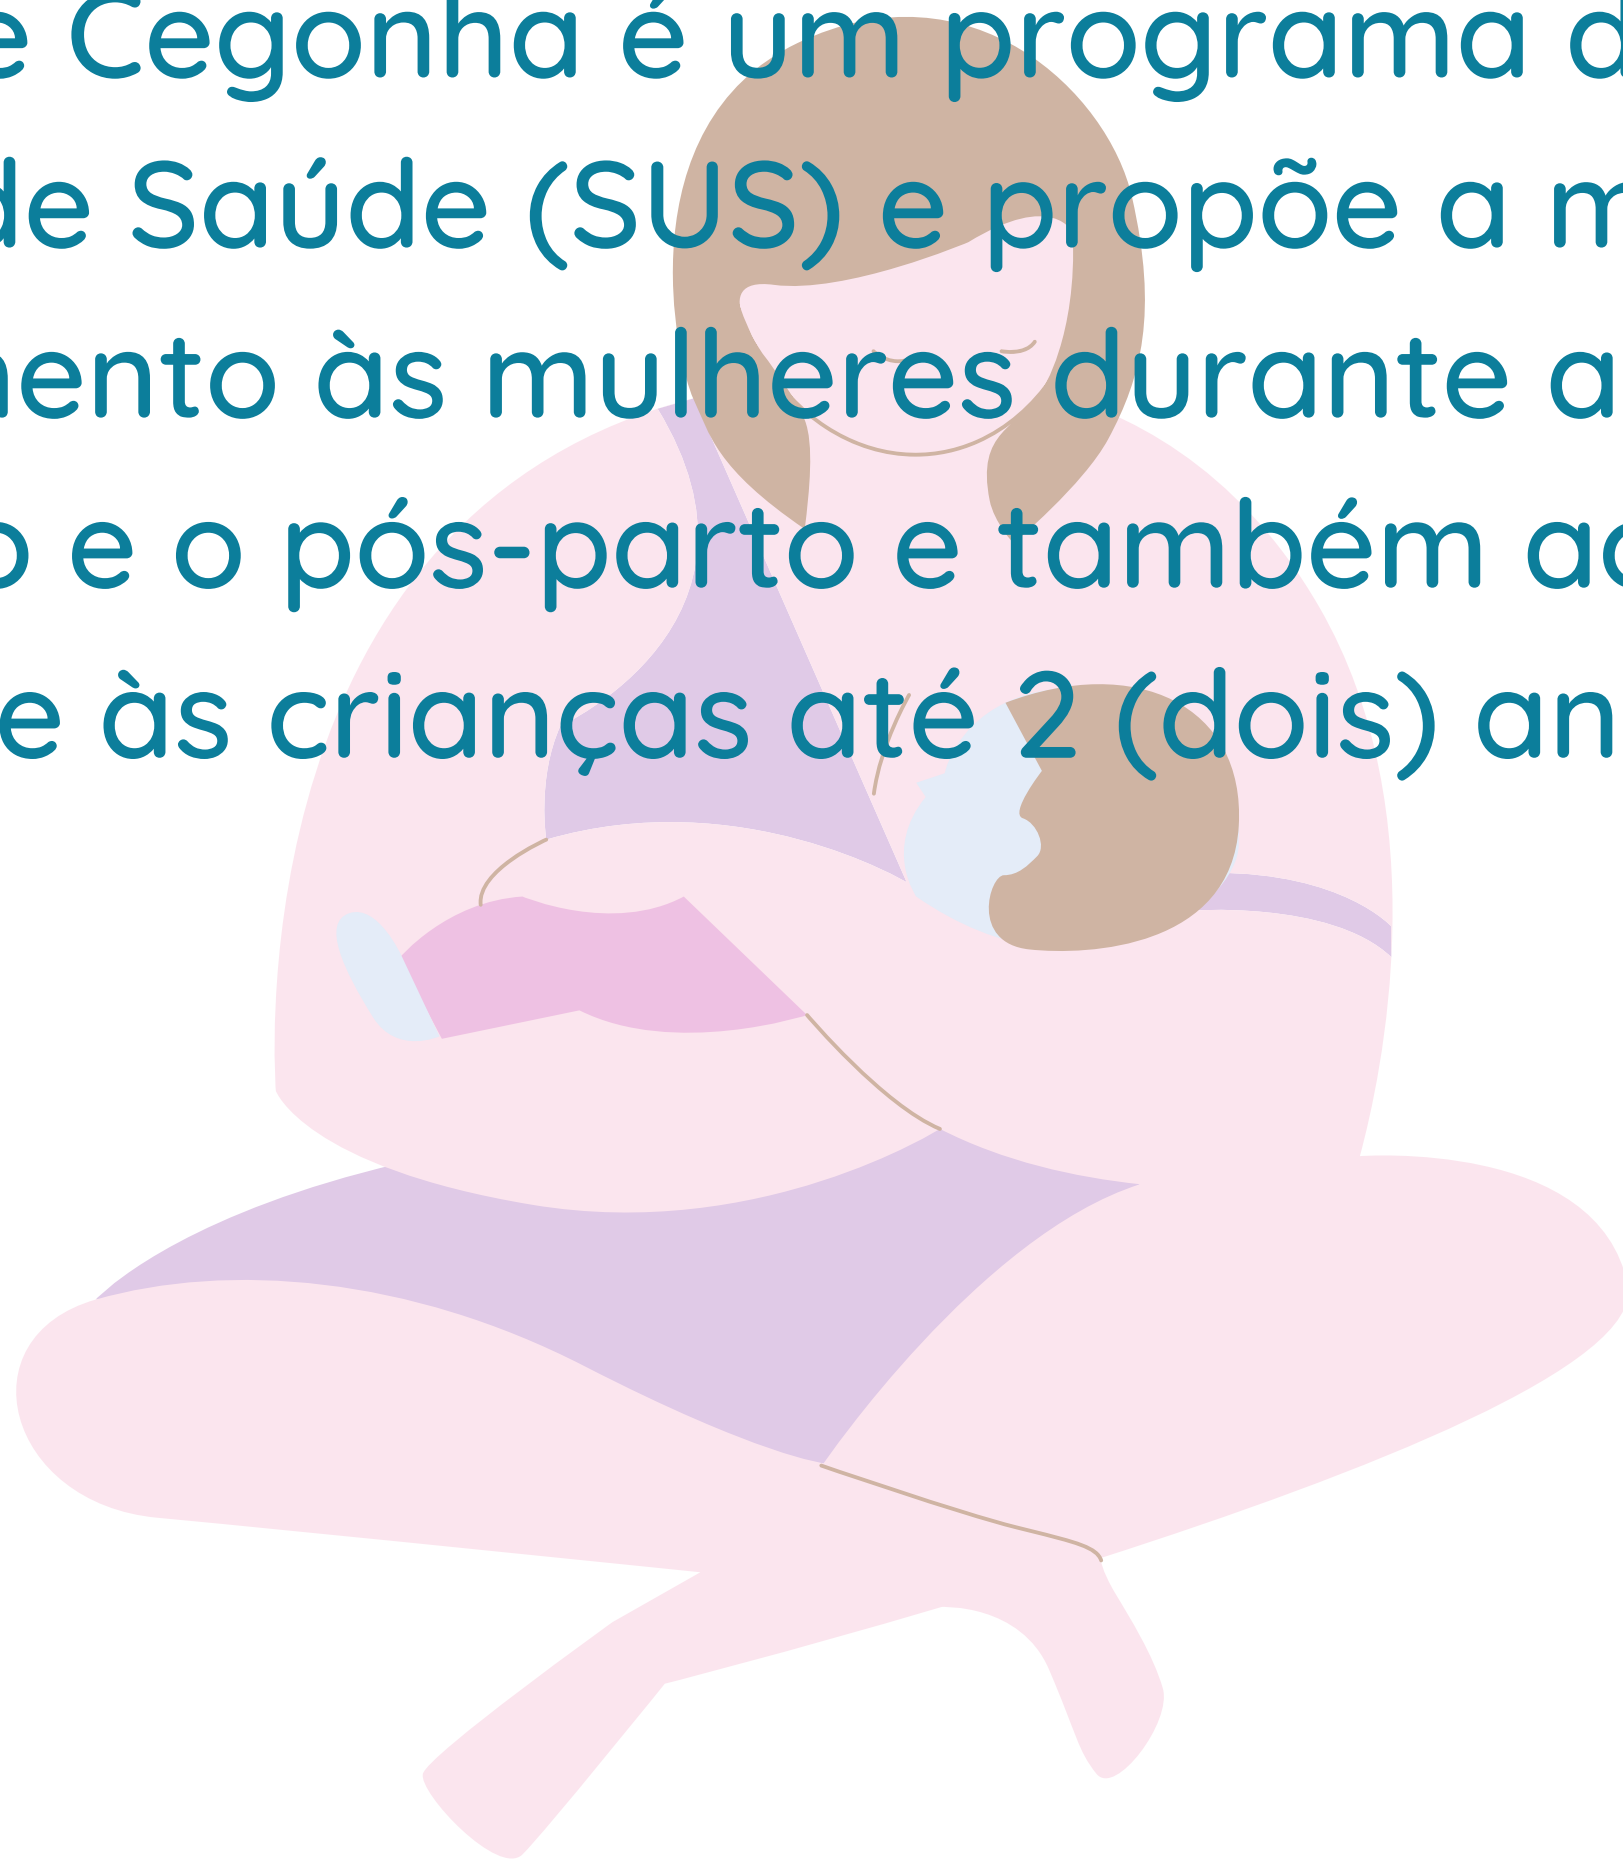 e Cegonha é um programa d
de Saúde (SUS) e propõe a m
mento às mulheres durante a
o e o pós-parto e também ao
e às crianças até 2 (dois) an